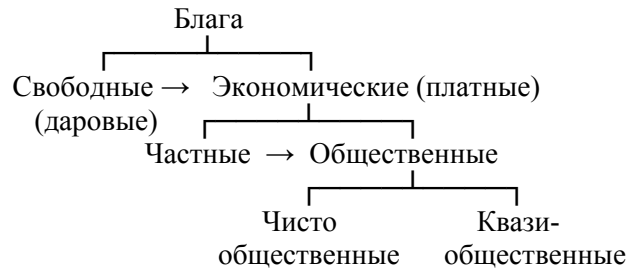 Блага
Свободные → Экономические (платные)
(даровые)
Частные → Общественные
Чисто Квази-
общественные общественные